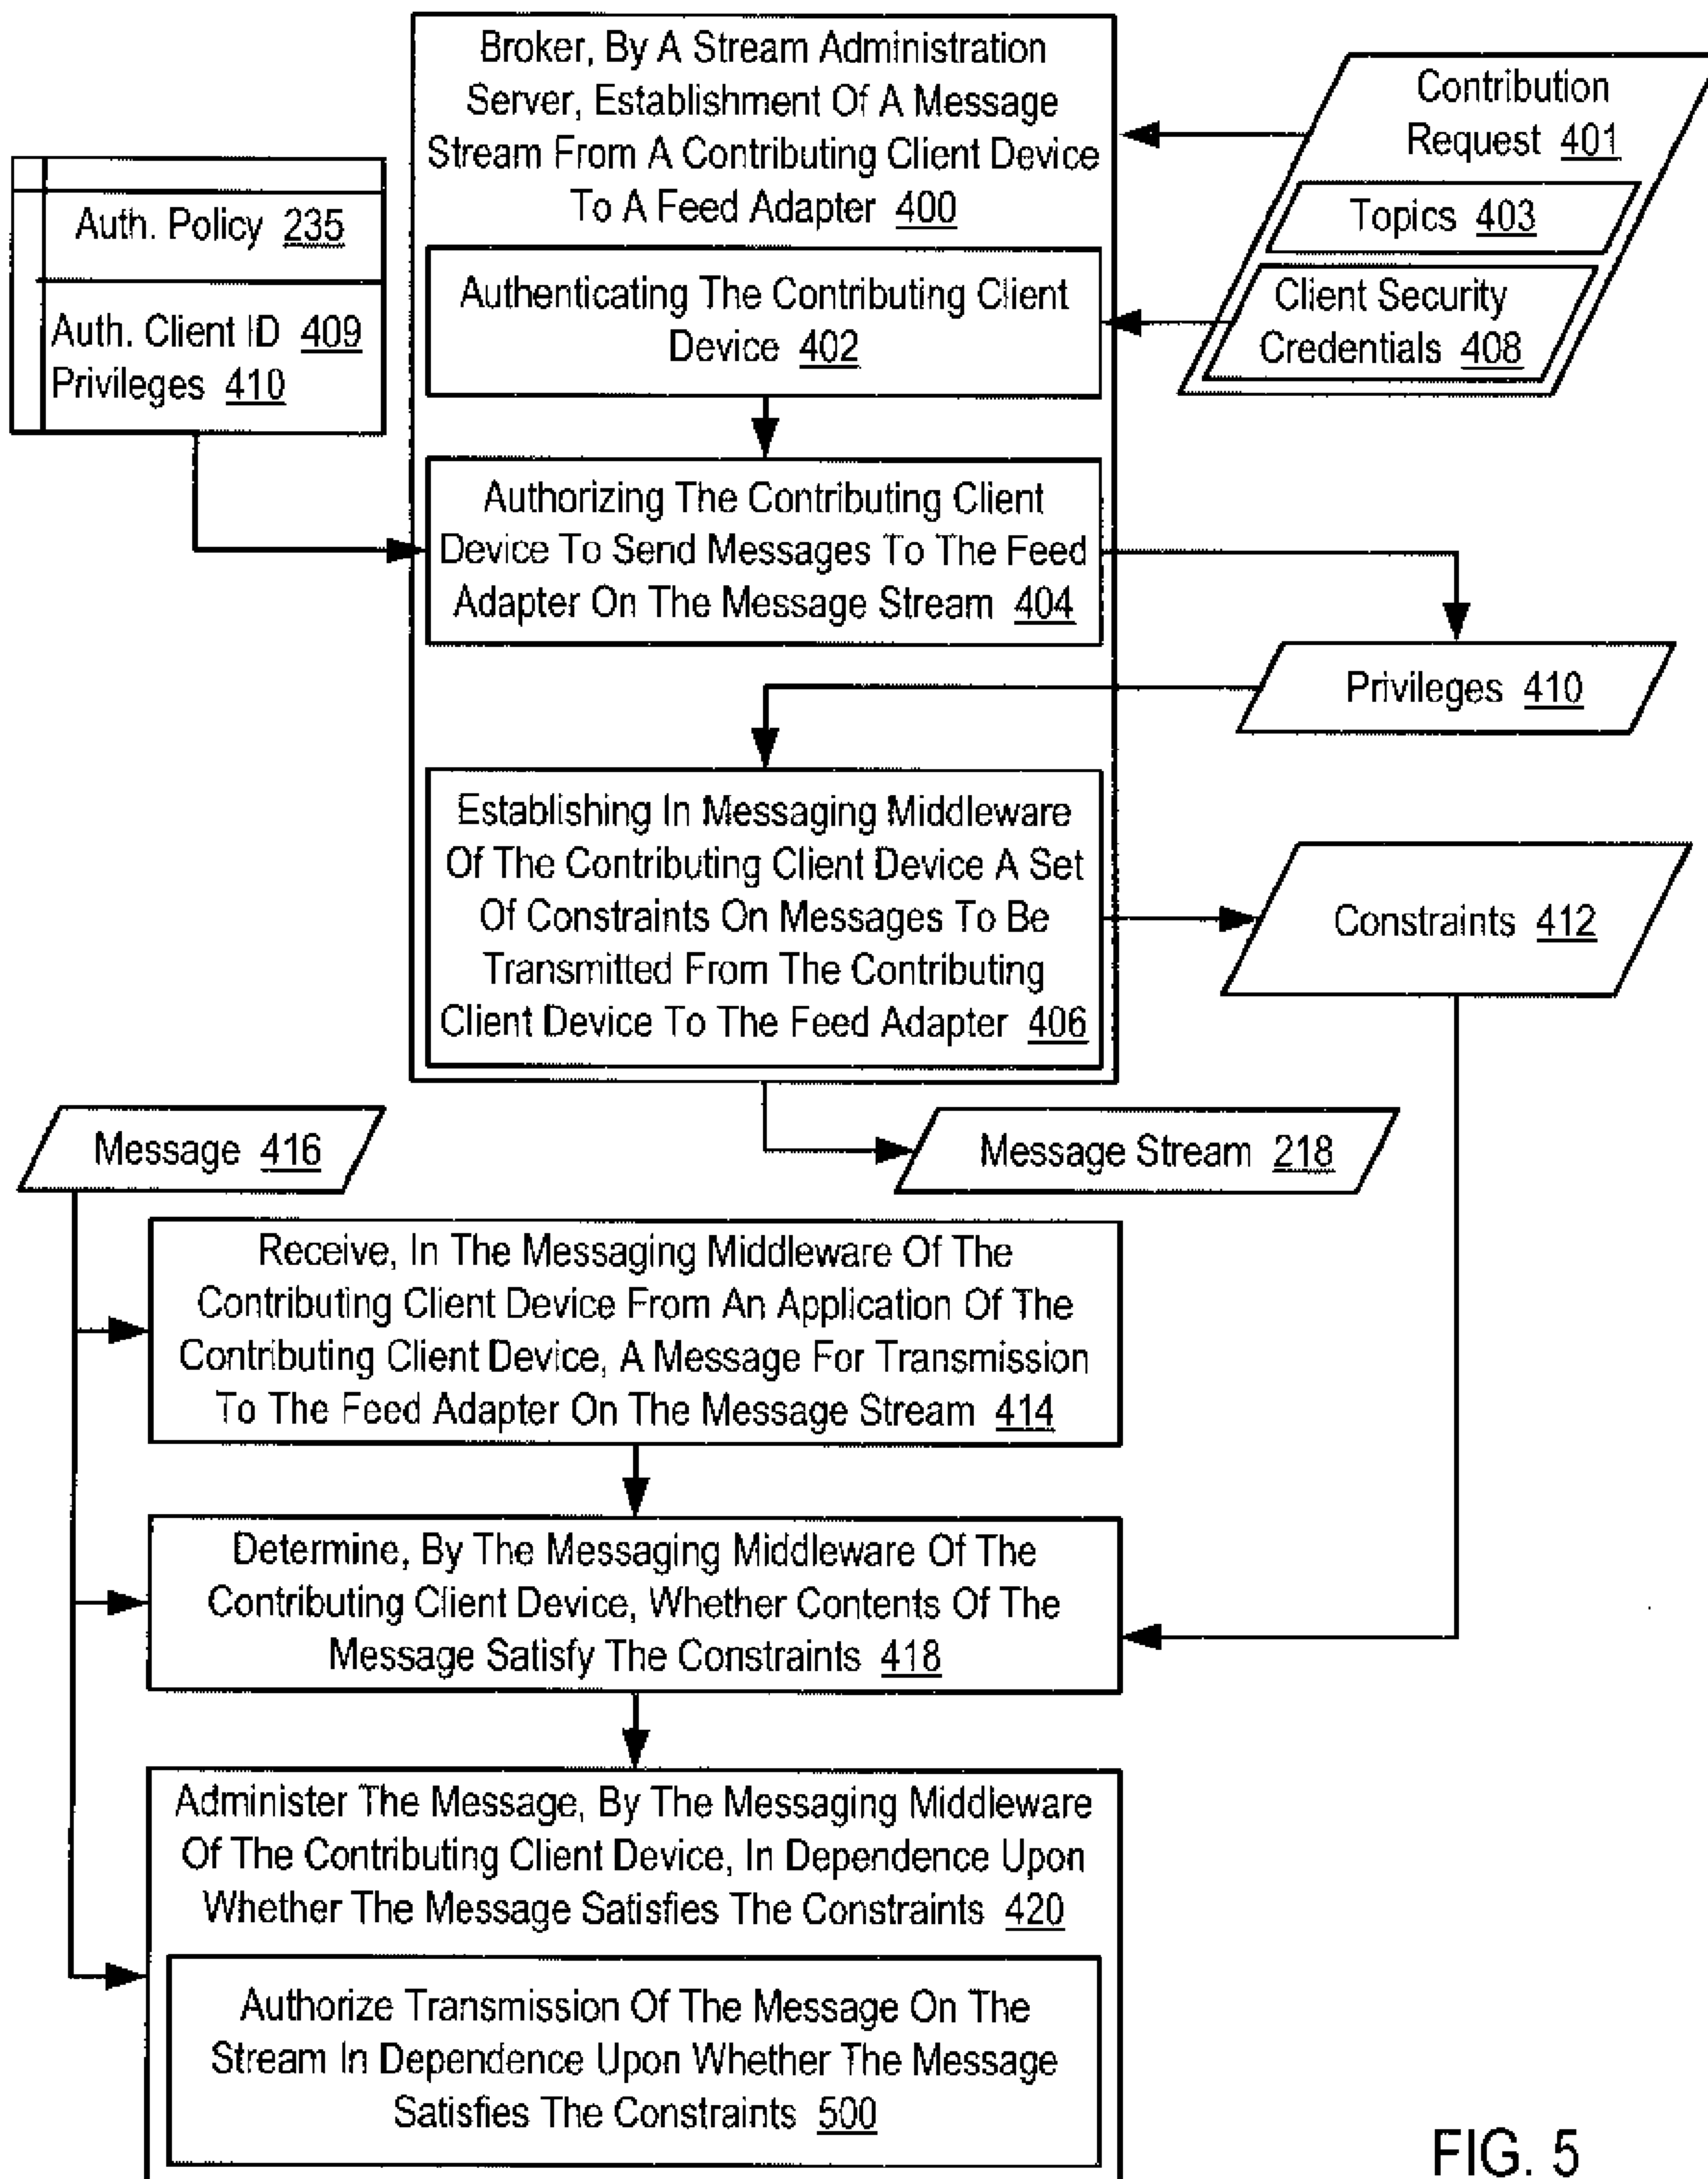 Broker, By A Stream Administration
Server, Establishment Of A Message
Stream From A Contributing Client Device
To A Feed Adapter 400
Contribution
Request 401
Topics 403
Client Security
Credentials 408
Auth. Policy 235
Auth. Client ID 409
Privileges 410
Authenticating The Contributing Client
Device 402
Authorizing The Contributing Client
Device To Send Messages To The Feed
Adapter On The Message Stream 404
Privileges 410
Establishing In Messaging Middleware
Of The Contributing Client Device A Set
Of Constraints On Messages To Be
Transmitted From The Contributing
Client Device To The Feed Adapter 406
Constraints 412
Message 416
Message Stream 218
Receive, In The Messaging Middleware Of The
Contributing Client Device From An Application Of The
Contributing Client Device, A Message For Transmission
To The Feed Adapter On The Message Stream 414
Determine, By The Messaging Middleware Of The
Contributing Client Device, Whether Contents Of The
Message Satisfy The Constraints 418
Administer The Message, By The Messaging Middleware
Of The Contributing Client Device, In Dependence Upon
Whether The Message Satisfies The Constraints 420
Authorize Transmission Of The Message On The
Stream In Dependence Upon Whether The Message
Satisfies The Constraints 500
FIG. 5